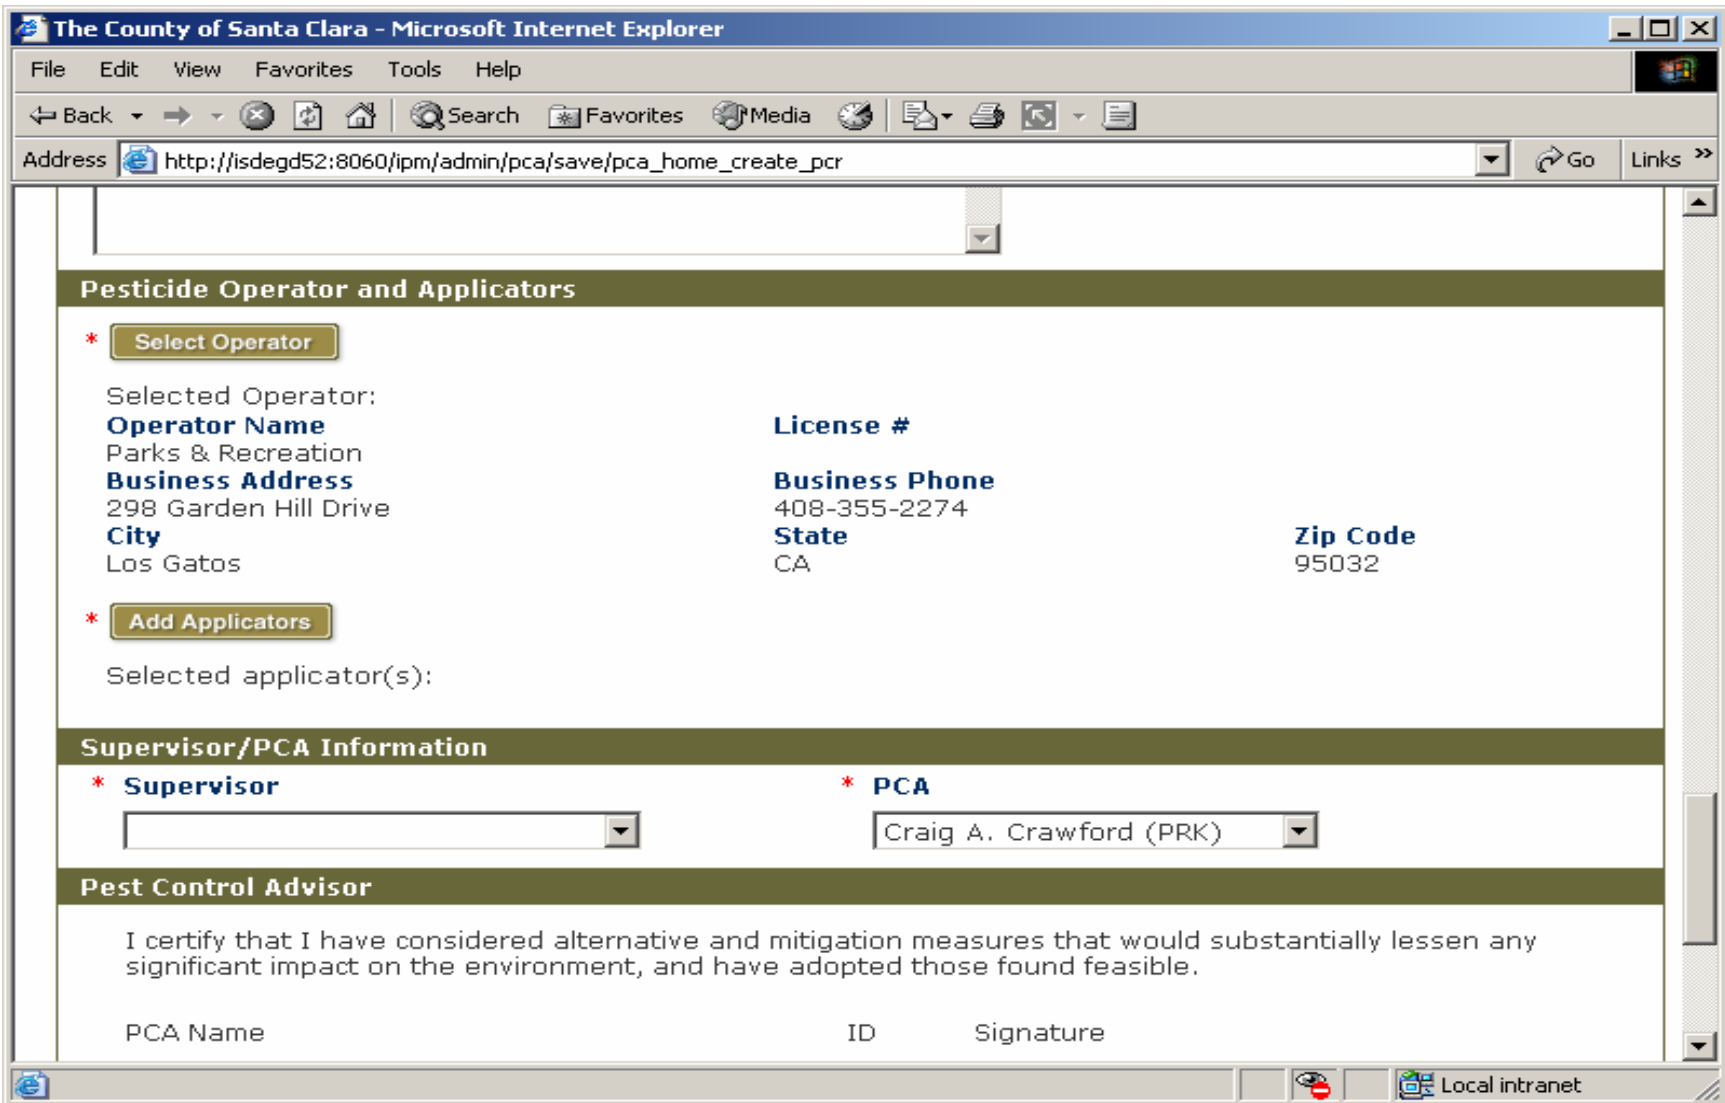 The County of Santa Clara - Microsoft Internet Explorer
File Edit View Favorites Tools Help
Back Search Favorites Media
Address http://isdegd52:8060/ipm/admin/pca/save/pca_home_create_pcr Go Links »
Pesticide Operator and Applicators
* Select Operator
Selected Operator:
Operator Name License #
Parks & Recreation
Business Address Business Phone
298 Garden Hill Drive 408-355-2274
City State Zip Code
Los Gatos CA 95032
* Add Applicators
Selected applicator(s):
Supervisor/PCA Information
* Supervisor * PCA
Craig A. Crawford (PRK)
Pest Control Advisor
I certify that I have considered alternative and mitigation measures that would substantially lessen any
significant impact on the environment, and have adopted those found feasible.
PCA Name ID Signature
Local intranet